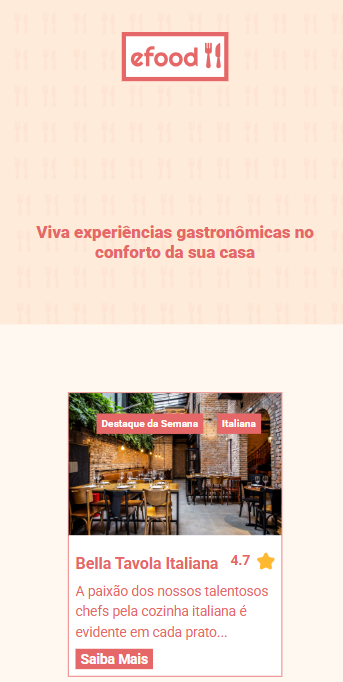 efood
Viva experiências gastronômicas no
conforto da sua casa
Destaque da Semana
Italiana
Bella Tavola Italiana
4.7
A paixão dos nossos talentosos
chefs pela cozinha italiana é
evidente em cada prato...
Saiba Mais